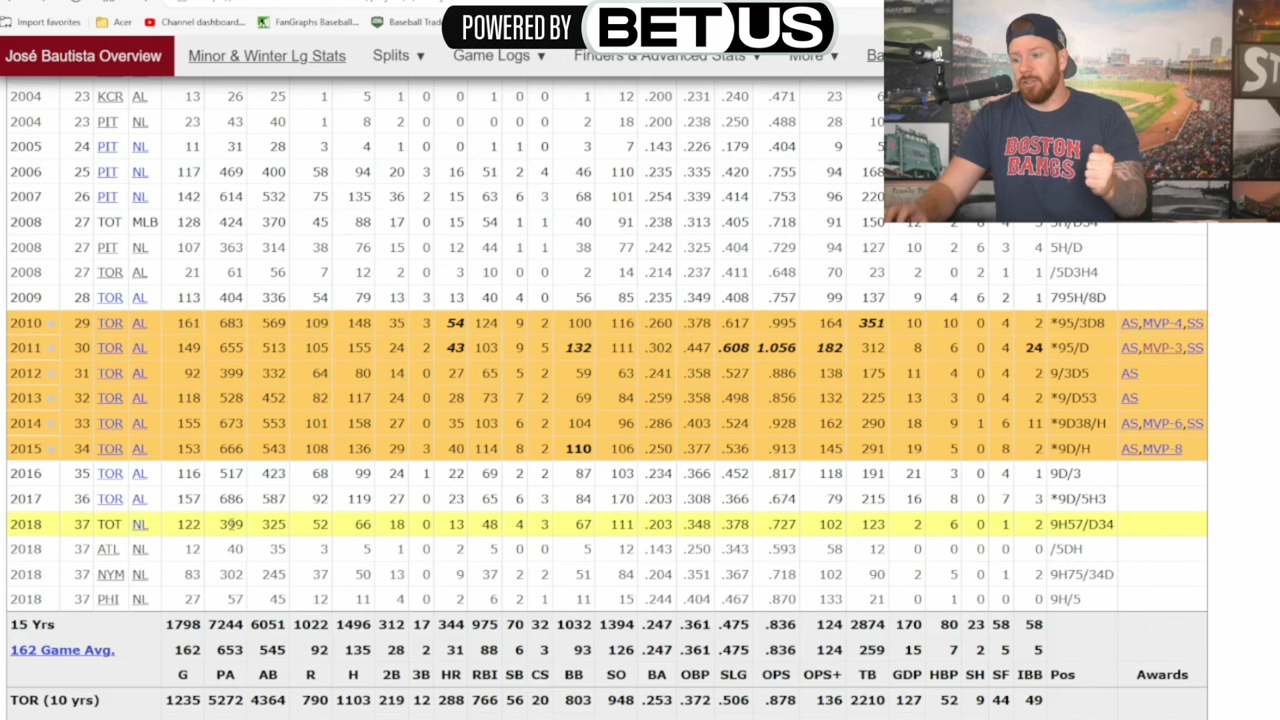 POWERED BY BETUS
Import favorites Acer Channel dashboard... FanGraphs Baseball... Baseball Trad
José Bautista Overview Minor & Winter Lg Stats Splits ▼ Game Logs ▼ Finders & Advanced Stats ▼ More ▼ Ba
BOSTON BANGS
2004 23 KCR AL 13 26 25 1 5 1 0 0 1 0 0 1 12 .200 .231 .240 .471 23 6
2004 23 PIT NL 23 43 40 1 8 2 0 0 0 0 0 2 18 .200 .238 .250 .488 28 10
2005 24 PIT NL 11 31 28 3 4 1 0 0 1 1 0 3 7 .143 .226 .179 .404 9 5
2006 25 PIT NL 117 469 400 58 94 20 3 16 51 2 4 46 110 .235 .335 .420 .755 94 168
2007 26 PIT NL 142 614 532 75 135 36 2 15 63 6 3 68 101 .254 .339 .414 .753 96 220
2008 27 TOT MLB 128 424 370 45 88 17 0 15 54 1 1 40 91 .238 .313 .405 .718 91 150 12 2 6 4 5 5H/D34
2008 27 PIT NL 107 363 314 38 76 15 0 12 44 1 1 38 77 .242 .325 .404 .729 94 127 10 2 6 3 4 5H/D
2008 27 TOR AL 21 61 56 7 12 2 0 3 10 0 0 2 14 .214 .237 .411 .648 70 23 2 0 2 1 1 /5D3H4
2009 28 TOR AL 113 404 336 54 79 13 3 13 40 4 0 56 85 .235 .349 .408 .757 99 137 9 4 6 2 1 795H/8D
2010 29 TOR AL 161 683 569 109 148 35 3 54 124 9 2 100 116 .260 .378 .617 .995 164 351 10 10 0 4 2 *95/3D8 AS,MVP-4,SS
2011 30 TOR AL 149 655 513 105 155 24 2 43 103 9 5 132 111 .302 .447 .608 1.056 182 312 8 6 0 4 24 *95/D AS,MVP-3,SS
2012 31 TOR AL 92 399 332 64 80 14 0 27 65 5 2 59 63 .241 .358 .527 .886 138 175 11 4 0 4 2 9/3D5 AS
2013 32 TOR AL 118 528 452 82 117 24 0 28 73 7 2 69 84 .259 .358 .498 .856 132 225 13 3 0 4 2 *9/D53 AS
2014 33 TOR AL 155 673 553 101 158 27 0 35 103 6 2 104 96 .286 .403 .524 .928 162 290 18 9 1 6 11 *9D38/H AS,MVP-6,SS
2015 34 TOR AL 153 666 543 108 136 29 3 40 114 8 2 110 106 .250 .377 .536 .913 145 291 19 5 0 8 2 *9D/H AS,MVP-8
2016 35 TOR AL 116 517 423 68 99 24 1 22 69 2 2 87 103 .234 .366 .452 .817 118 191 21 3 0 4 1 9D/3
2017 36 TOR AL 157 686 587 92 119 27 0 23 65 6 3 84 170 .203 .308 .366 .674 79 215 16 8 0 7 3 *9D/5H3
2018 37 TOT NL 122 399 325 52 66 18 0 13 48 4 3 67 111 .203 .348 .378 .727 102 123 2 6 0 1 2 9H57/D34
2018 37 ATL NL 12 40 35 3 5 1 0 2 5 0 0 5 12 .143 .250 .343 .593 58 12 0 0 0 0 0 /5DH
2018 37 NYM NL 83 302 245 37 50 13 0 9 37 2 2 51 84 .204 .351 .367 .718 102 90 2 5 0 1 2 9H75/34D
2018 37 PHI NL 27 57 45 12 11 4 0 2 6 2 1 11 15 .244 .404 .467 .870 133 21 0 1 0 0 0 9H/5
15 Yrs 1798 7244 6051 1022 1496 312 17 344 975 70 32 1032 1394 .247 .361 .475 .836 124 2874 170 80 23 58 58
162 Game Avg. 162 653 545 92 135 28 2 31 88 6 3 93 126 .247 .361 .475 .836 124 259 15 7 2 5 5
G PA AB R H 2B 3B HR RBI SB CS BB SO BA OBP SLG OPS OPS+ TB GDP HBP SH SF IBB Pos Awards
TOR (10 yrs) 1235 5272 4364 790 1103 219 12 288 766 56 20 803 948 .253 .372 .506 .878 136 2210 127 52 9 44 49